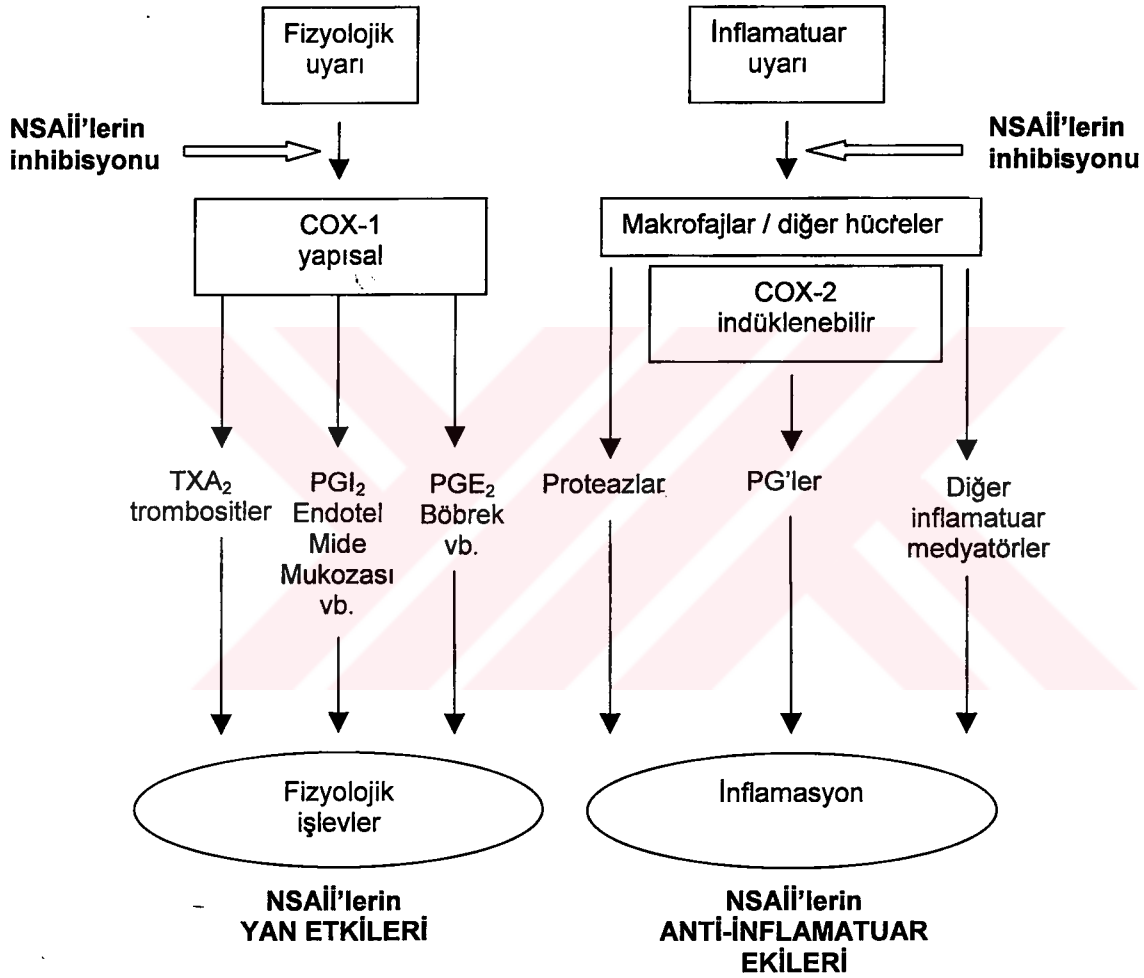 Fizyolojik
uyarı
İnflamatuar
uyarı
NSAİİ'lerin
inhibisyonu
NSAİİ'lerin
inhibisyonu
COX-1
yapısal
Makrofajlar / diğer hücreler
COX-2
indüklenebilir
TXA₂
trombositler
PGI₂
Endotel
Mide
Mukozası
vb.
PGE₂
Böbrek
vb.
Proteazlar
PG'ler
Diğer
inflamatuar
medyatörler
Fizyolojik
işlevler
İnflamasyon
NSAİİ'lerin
YAN ETKİLERİ
NSAİİ'lerin
ANTİ-İNFLAMATUAR
EKİLERİ